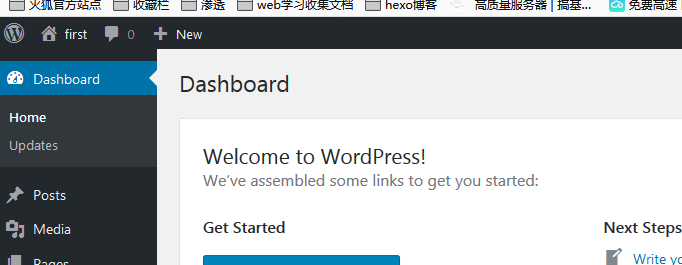 火狐官方站点 收藏栏 渗透 web学习收集文档 hexo博客 高质量服务器 | 搞基... 免费高速 |
first 0 New
Dashboard
Home
Updates
Posts
Media
Pages
Dashboard
Welcome to WordPress!
We've assembled some links to get you started:
Get Started
Next Steps
Write yo